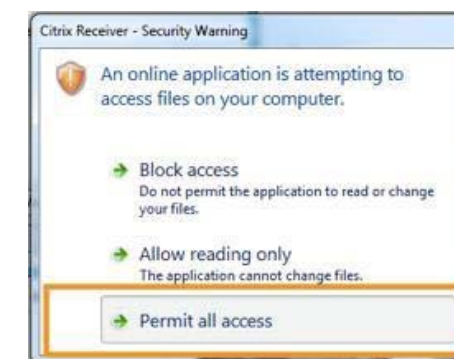 Citrix Receiver - Security Warning
An online application is attempting to
access files on your computer.
Block access
Do not permit the application to read or change
your files.
Allow reading only
The application cannot change files.
Permit all access